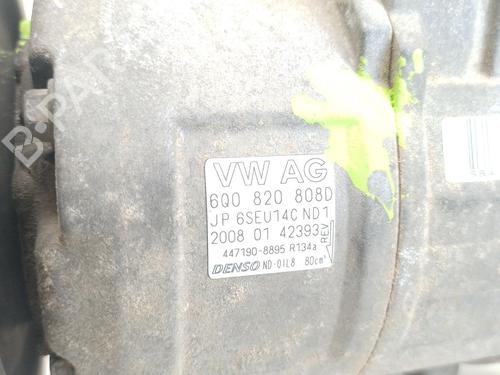 VW AG
6Q0 820 808D
JP 6SEU14C ND1
2008 01 42393
REV
447190-8895 R134a
DENSO ND-OIL8 80cm³
B-PARTS